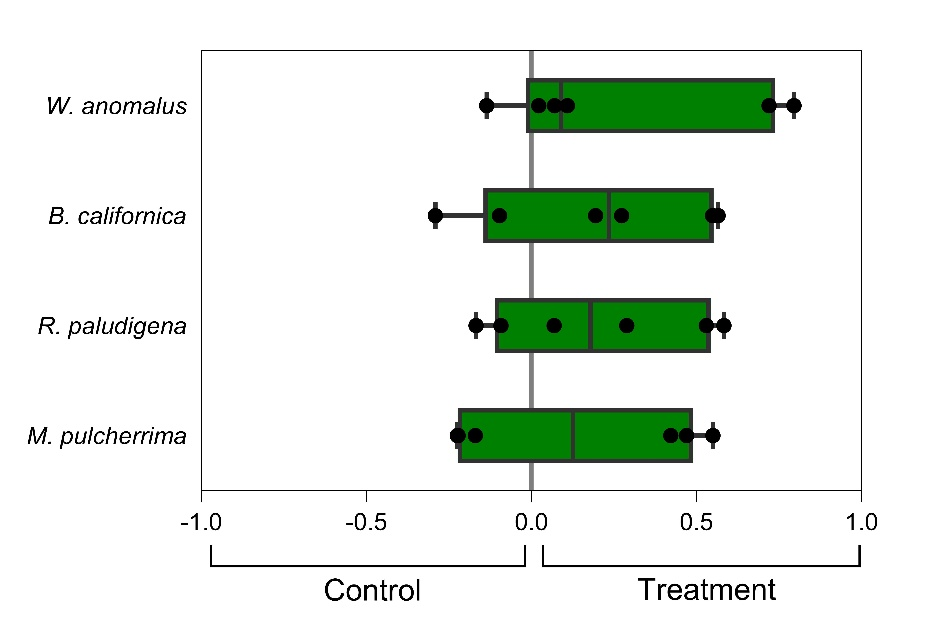 W. anomalus
B. californica
R. paludigena
M. pulcherrima
-1.0 -0.5 0.0 0.5 1.0
Control Treatment